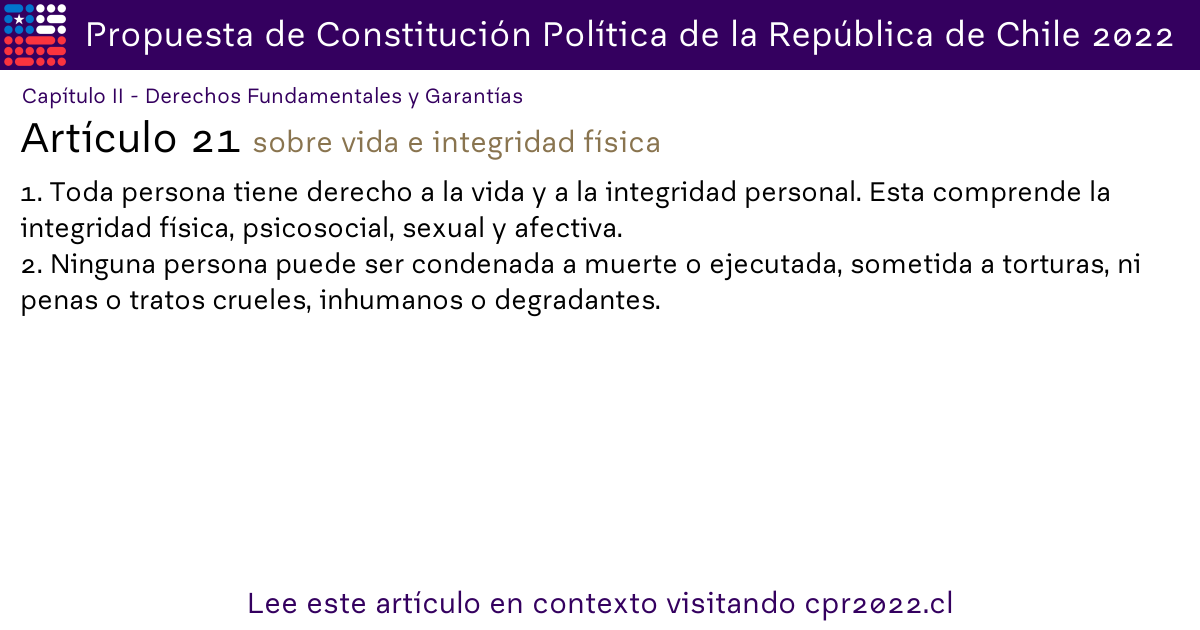 Propuesta de Constitución Política de la República de Chile 2022
Capítulo II - Derechos Fundamentales y Garantías
Artículo 21 sobre vida e integridad física
1. Toda persona tiene derecho a la vida y a la integridad personal. Esta comprende la
integridad física, psicosocial, sexual y afectiva.
2. Ninguna persona puede ser condenada a muerte o ejecutada, sometida a torturas, ni
penas o tratos crueles, inhumanos o degradantes.
Lee este artículo en contexto visitando cpr2022.cl